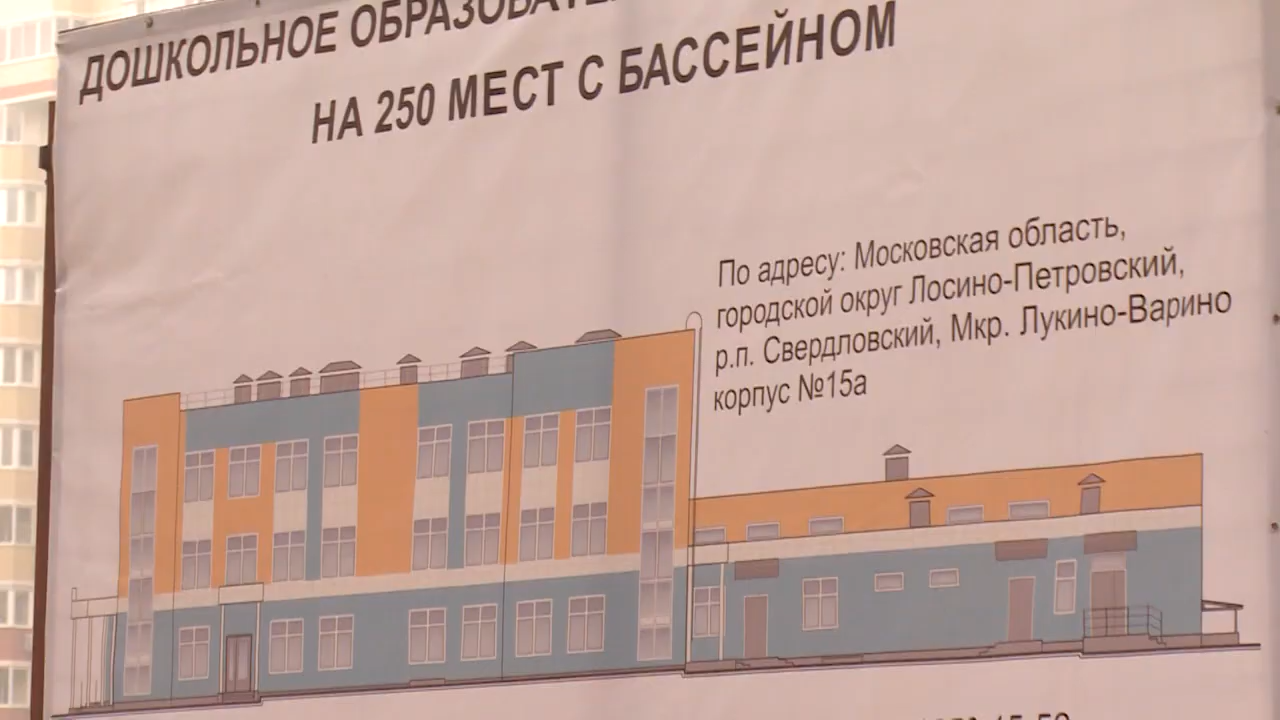 ДОШКОЛЬНОЕ
НА 250 МЕСТ С БАССЕЙНОМ
По адресу: Московская область,
городской округ Лосино-Петровский,
р.п. Свердловский, Мкр. Лукино-Варино
корпус №15а